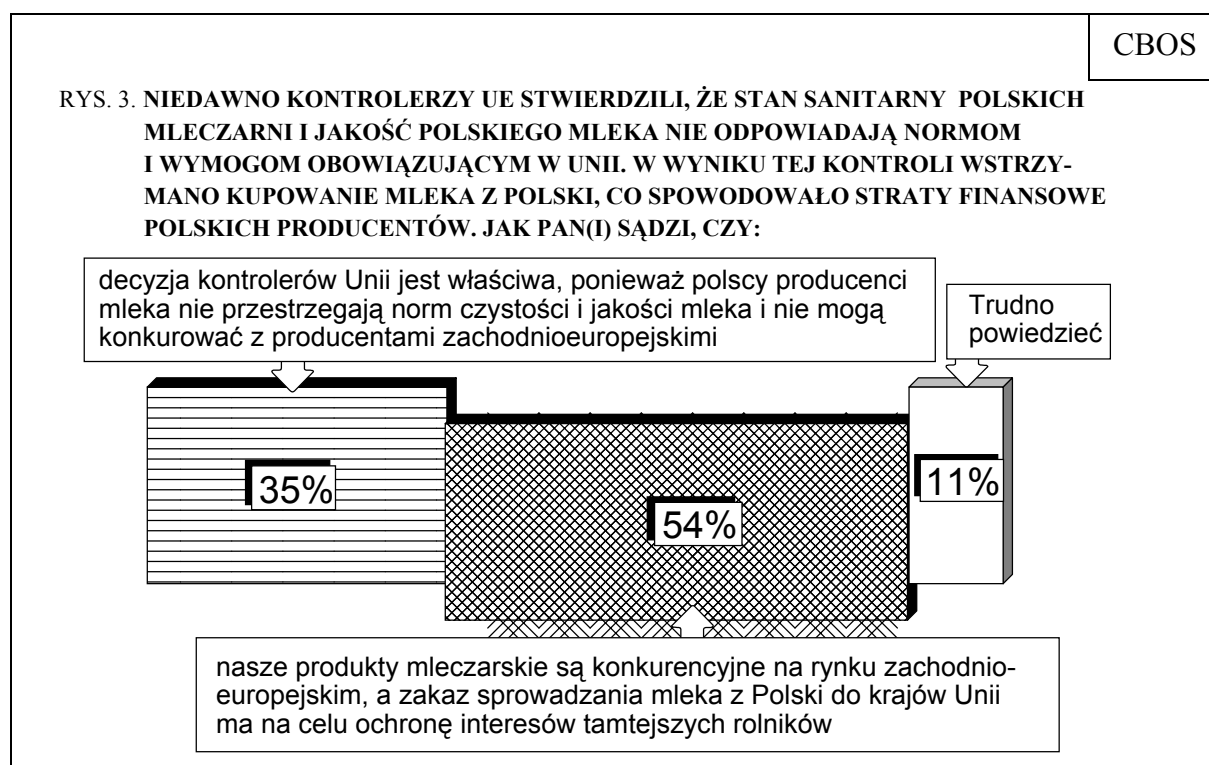 CBOS
RYS. 3. NIEDAWNO KONTROLERZY UE STWIERDZILI, ŻE STAN SANITARNY POLSKICH
MLECZARNI I JAKOŚĆ POLSKIEGO MLEKA NIE ODPOWIADAJĄ NORMOM
I WYMOGOM OBOWIĄZUJĄCYM W UNII. W WYNIKU TEJ KONTROLI WSTRZY-
MANO KUPOWANIE MLEKA Z POLSKI, CO SPOWODOWAŁO STRATY FINANSOWE
POLSKICH PRODUCENTÓW. JAK PAN(I) SĄDZI, CZY:
decyzja kontrolerów Unii jest właściwa, ponieważ polscy producenci
mleka nie przestrzegają norm czystości i jakości mleka i nie mogą
konkurować z producentami zachodnioeuropejskimi
Trudno
powiedzieć
35%
54%
11%
nasze produkty mleczarskie są konkurencyjne na rynku zachodnio-
europejskim, a zakaz sprowadzania mleka z Polski do krajów Unii
ma na celu ochronę interesów tamtejszych rolników